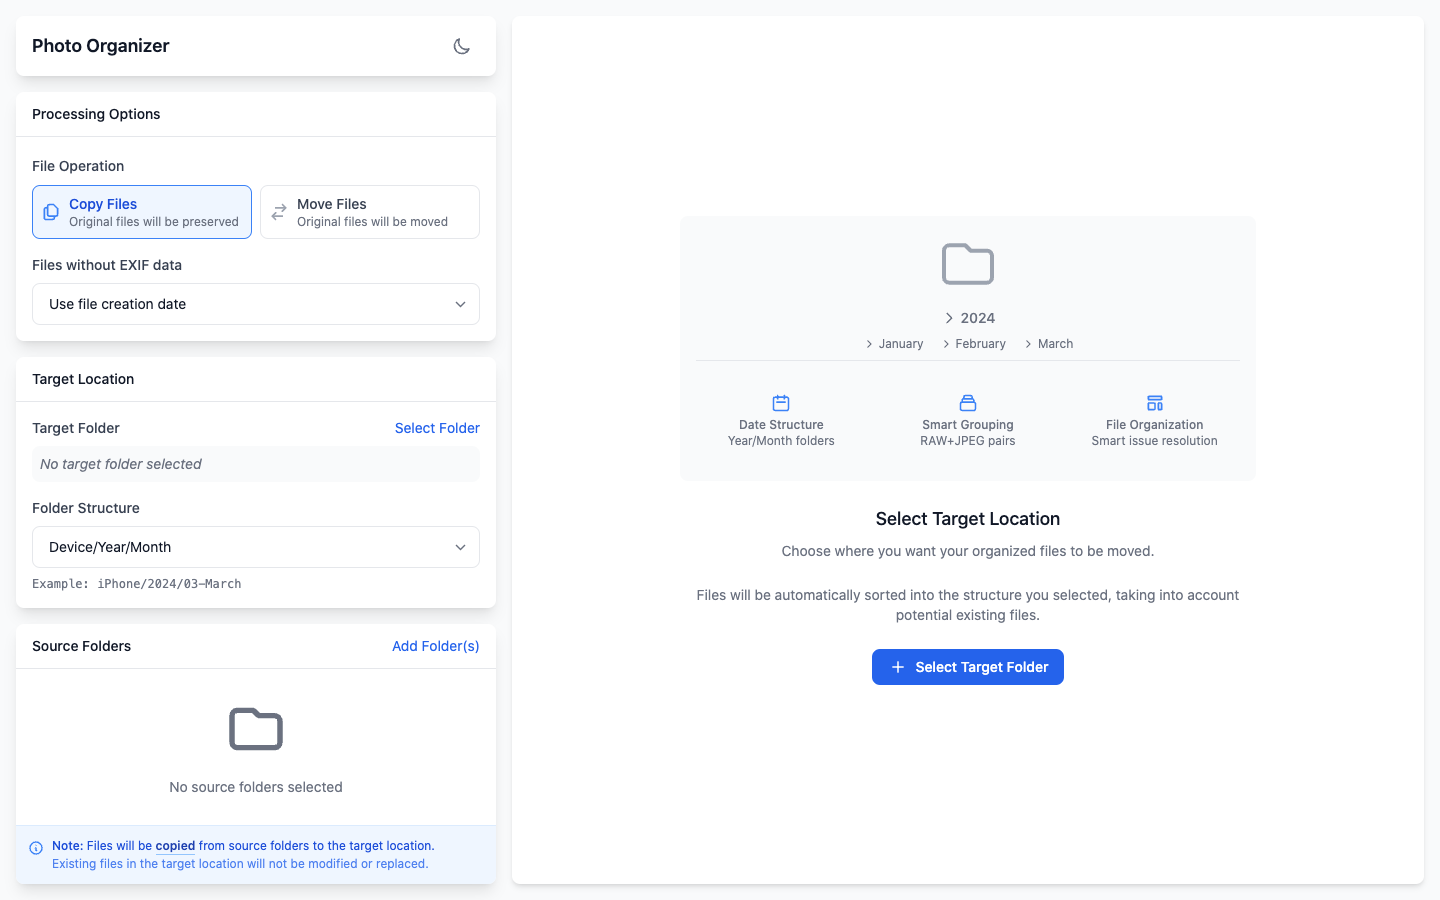 Photo Organizer
Processing Options
File Operation
Copy Files
Original files will be preserved
Move Files
Original files will be moved
Files without EXIF data
Use file creation date
Target Location
Target Folder
Select Folder
No target folder selected
Folder Structure
Device/Year/Month
Example: iPhone/2024/03–March
Source Folders
Add Folder(s)
No source folders selected
Note: Files will be copied from source folders to the target location.
Existing files in the target location will not be modified or replaced.
2024
January February March
Date Structure
Year/Month folders
Smart Grouping
RAW+JPEG pairs
File Organization
Smart issue resolution
Select Target Location
Choose where you want your organized files to be moved.
Files will be automatically sorted into the structure you selected, taking into account
potential existing files.
Select Target Folder